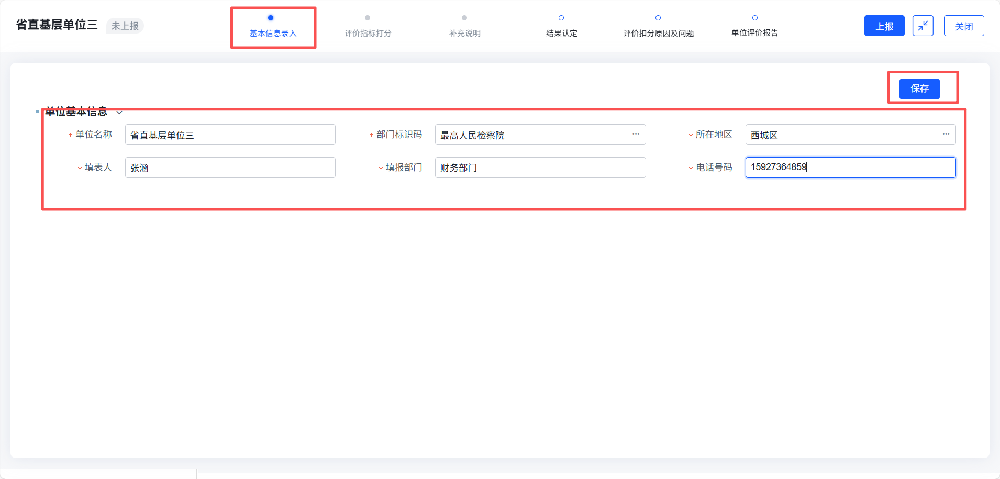 省直基层单位三 未上报
基本信息录入 评价指标打分 补充说明 结果认定 评价扣分原因及问题 单位评价报告
上报 关闭
保存
单位基本信息
* 单位名称 省直基层单位三 * 部门标识码 最高人民检察院 ··· * 所在地区 西城区 ···
* 填表人 张涵 * 填报部门 财务部门 * 电话号码 15927364859